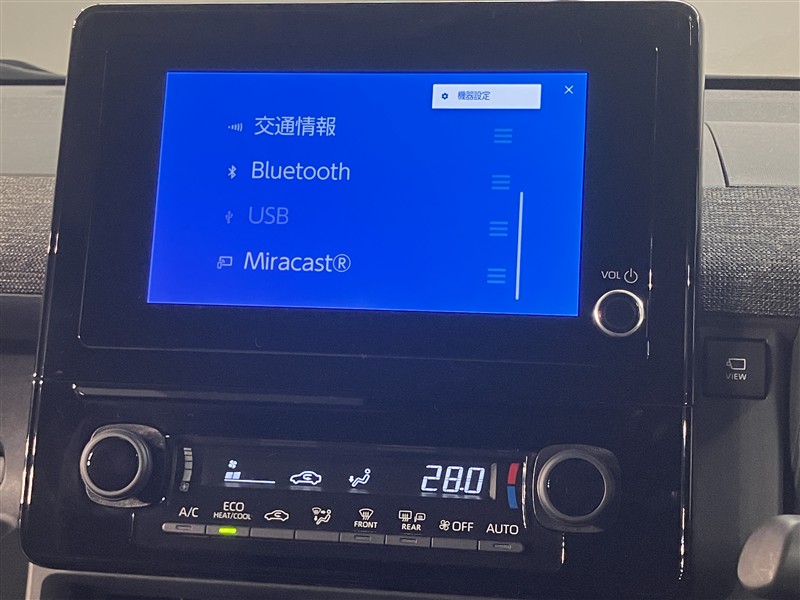 機器設定
交通情報
Bluetooth
USB
Miracast®
VOL
VIEW
28.0
A/C
ECO
HEAT/COOL
FRONT
REAR
OFF
AUTO